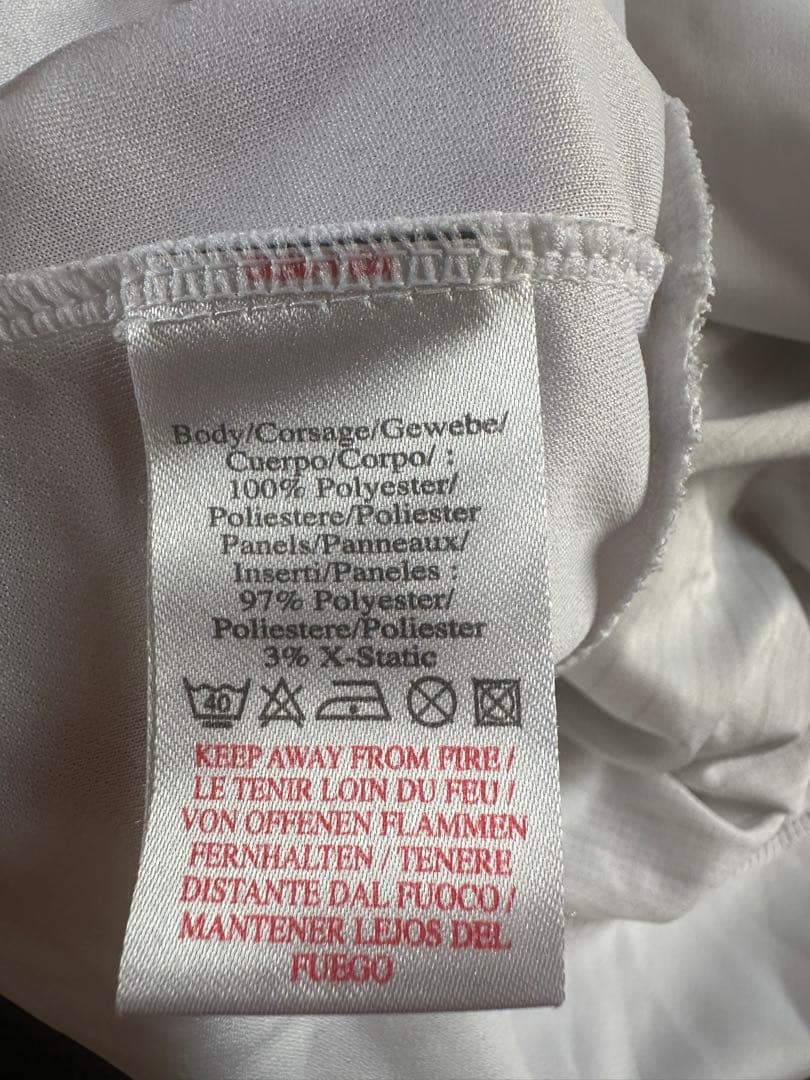 Body/Corsage/Gewebe/
Cuerpo/Corpo/ :
100% Polyester/
Poliestere/Poliester
Panels/Panneaux/
Inserti/Paneles :
97% Polyester/
Poliestere/Poliester
3% X-Static
40
KEEP AWAY FROM FIRE /
LE TENIR LOIN DU FEU /
VON OFFENEN FLAMMEN
FERNHALTEN / TENERE
DISTANTE DAL FUOCO /
MANTENER LEJOS DEL
FUEGO